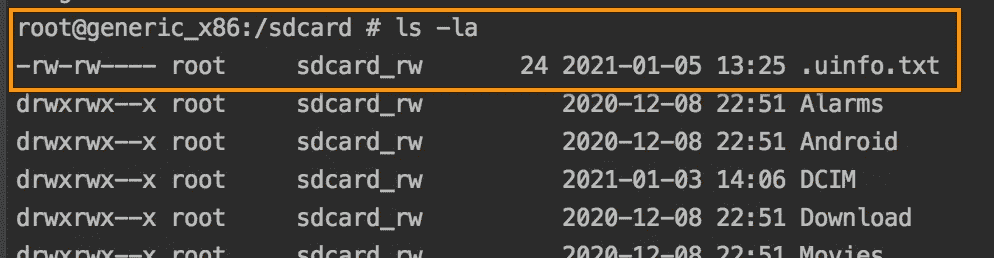 root@generic_x86:/sdcard # ls -la
-rw-rw---- root sdcard_rw 24 2021-01-05 13:25 .uinfo.txt
drwxrwx--x root sdcard_rw 2020-12-08 22:51 Alarms
drwxrwx--x root sdcard_rw 2020-12-08 22:51 Android
drwxrwx--x root sdcard_rw 2021-01-03 14:06 DCIM
drwxrwx--x root sdcard_rw 2020-12-08 22:51 Download
drwxrwx--x root sdcard_rw 2020-12-08 22:51 Movies